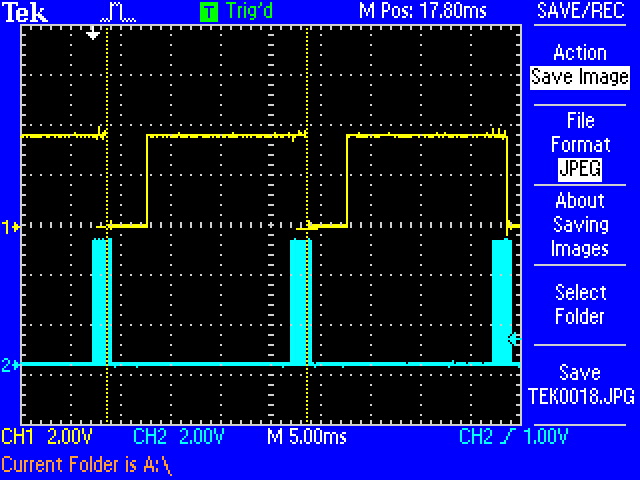 Tek T Trig'd M Pos: 17.80ms SAVE/REC
Action
Save Image
File
Format
JPEG
About
Saving
Images
Select
Folder
Save
TEK0018.JPG
1
2
CH1 2.00V CH2 2.00V M 5.00ms CH2 1.00V
Current Folder is A:\